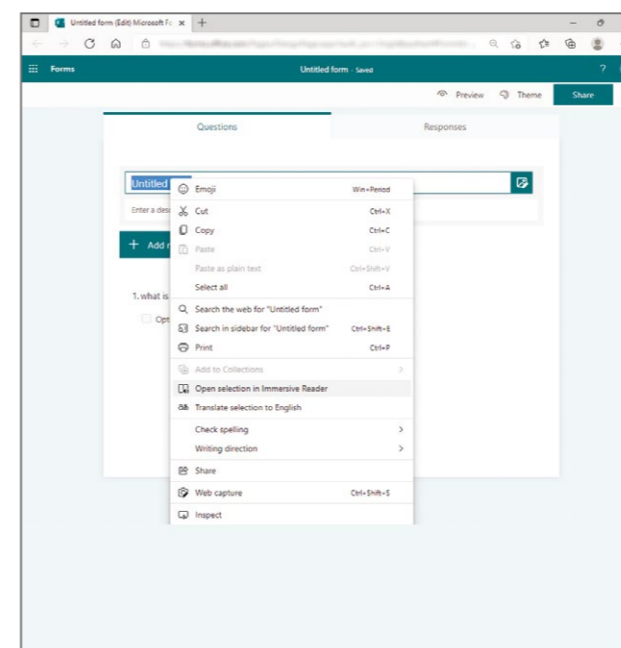 Untitled form (Edit) Microsoft Fo
Forms
Untitled form - Saved
?
Preview
Theme
Share
Questions
Responses
Untitled
Enter a des
+ Add
1. what is
Opt
Emoji Win+Period
Cut Ctrl+X
Copy Ctrl+C
Paste Ctrl+V
Paste as plain text Ctrl+Shift+V
Select all Ctrl+A
Search the web for "Untitled form"
Search in sidebar for "Untitled form" Ctrl+Shift+E
Print Ctrl+P
Add to Collections
Open selection in Immersive Reader
Translate selection to English
Check spelling
Writing direction
Share
Web capture Ctrl+Shift+S
Inspect